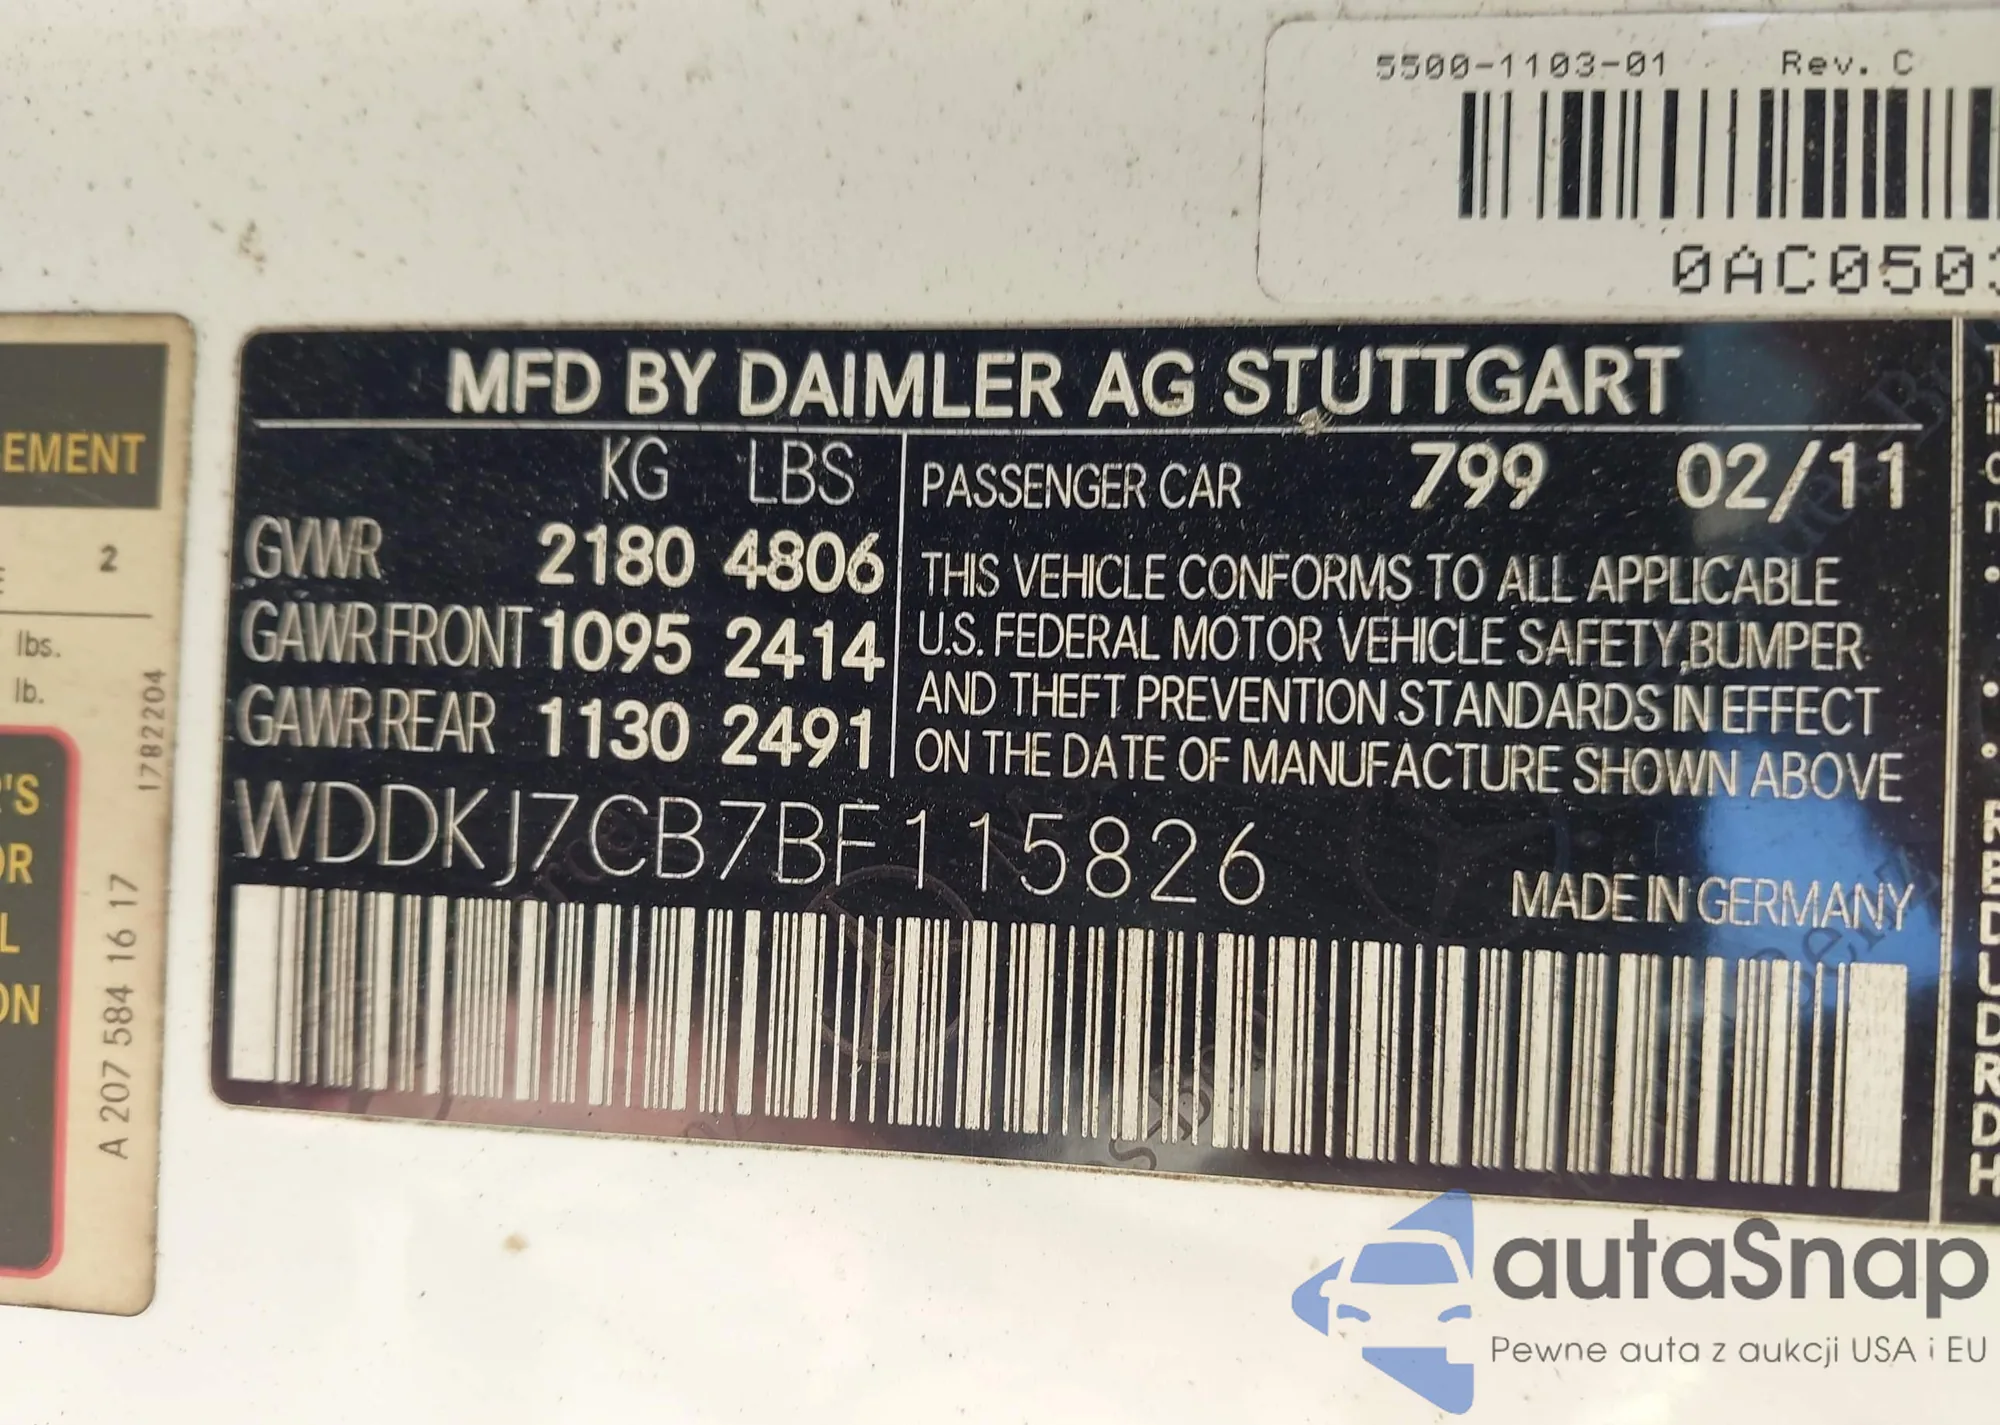 5500-1103-01 Rev. C
0AC050
MFD BY DAIMLER AG STUTTGART
KG LBS
GVWR 2180 4806
GAWR FRONT 1095 2414
GAWR REAR 1130 2491
PASSENGER CAR 799 02/11
THIS VEHICLE CONFORMS TO ALL APPLICABLE
U.S. FEDERAL MOTOR VEHICLE SAFETY, BUMPER
AND THEFT PREVENTION STANDARDS IN EFFECT
ON THE DATE OF MANUFACTURE SHOWN ABOVE
WDDKJ7CB7BF115826
MADE IN GERMANY
EMENT
2
lbs.
lb.
1782204
'S
OR
L
ON
A 207 584 16 17
autaSnap
Pewne auta z aukcji USA i EU